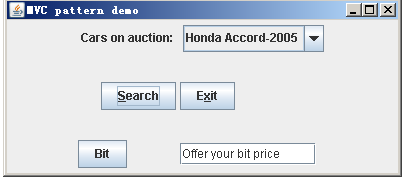 MVC pattern demo
Cars on auction: Honda Accord-2005
Search Exit
Bit Offer your bit price